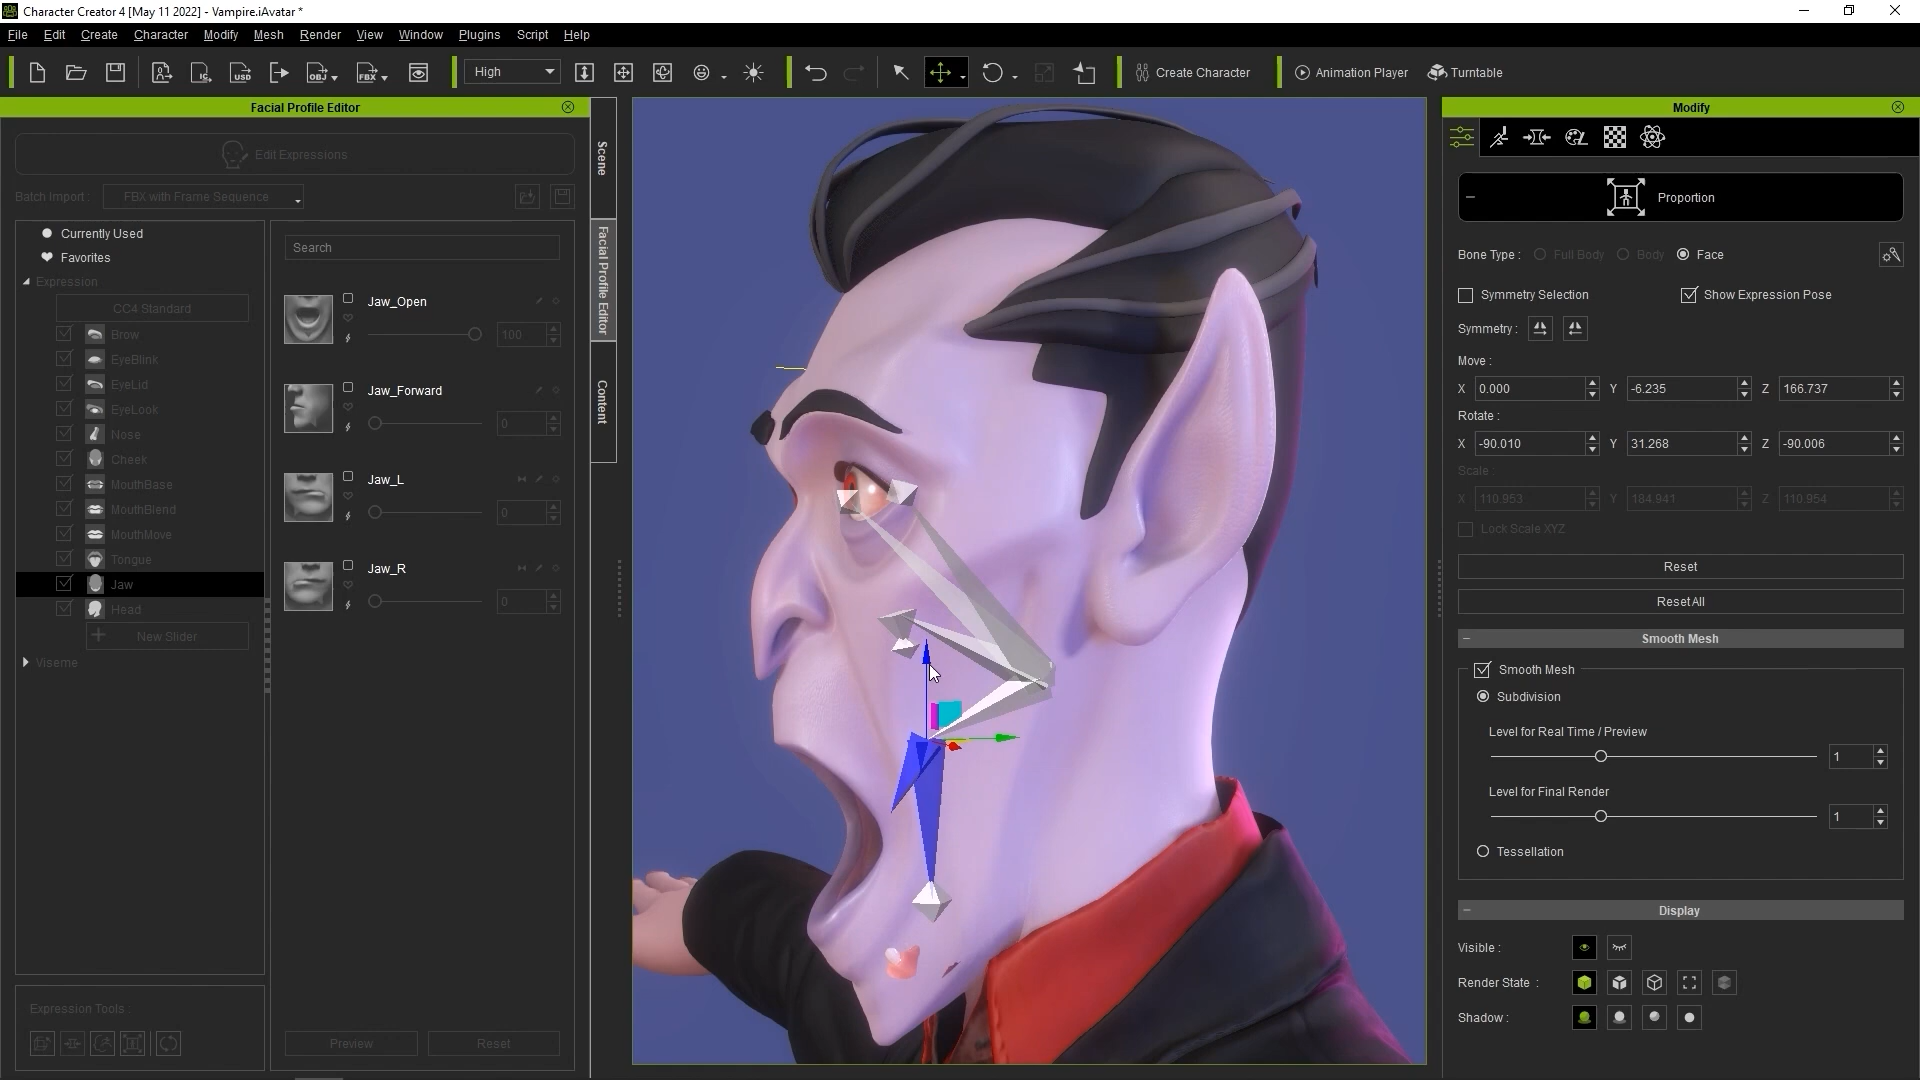 Character Creator 4 [May 11 2022] - Vampire.iAvatar *
File Edit Create Character Modify Mesh Render View Window Plugins Script Help
IC USD OBJ FBX High Create Character Animation Player Turntable
Facial Profile Editor
Edit Expressions
Batch Import : FBX with Frame Sequence
Currently Used
Favorites
Expression
CC4 Standard
Brow
EyeBlink
EyeLid
EyeLook
Nose
Cheek
MouthBase
MouthBlend
MouthMove
Tongue
Jaw
Head
New Slider
Viseme
Expression Tools :
Search
Jaw_Open
100
Jaw_Forward
0
Jaw_L
0
Jaw_R
0
Preview Reset
Scene
Facial Profile Editor
Content
Modify
Proportion
Bone Type : Full Body Body Face
Symmetry Selection Show Expression Pose
Symmetry :
Move :
X 0.000 Y -6.235 Z 166.737
Rotate :
X -90.010 Y 31.268 Z -90.006
Scale :
X 110.953 Y 184.941 Z 110.954
Lock Scale XYZ
Reset
Reset All
Smooth Mesh
Smooth Mesh
Subdivision
Level for Real Time / Preview
1
Level for Final Render
1
Tessellation
Display
Visible :
Render State :
Shadow :